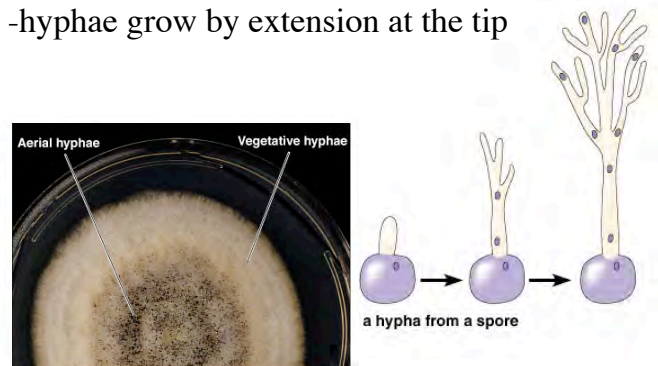 -hyphae grow by extension at the tip
Aerial hyphae
Vegetative hyphae
a hypha from a spore